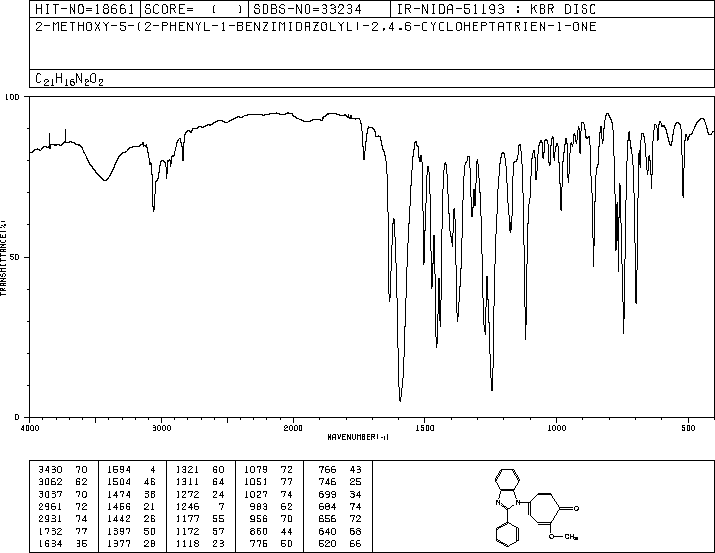 HIT-NO=18661 SCORE= ( ) SDBS-NO=33234 IR-NIDA-51193 : KBR DISC
2-METHOXY-5-(2-PHENYL-1-BENZIMIDAZOLYL)-2,4,6-CYCLOHEPTATRIEN-1-ONE
C21H16N2O2
100
50
0
TRANSMITTANCE(%)
4000 3000 2000 1500 1000 500
WAVENUMBER(-1)
3430 70 1594 4 1321 60 1079 72 766 43
3062 62 1504 46 1311 64 1051 77 746 25
3037 70 1474 38 1272 24 1027 74 699 34
2961 72 1456 21 1246 7 983 62 684 74
2931 74 1442 26 1177 55 956 70 656 72
1732 77 1397 50 1172 57 860 44 640 68
1634 35 1377 28 1118 23 775 50 520 66
N
N
O
O
CH3